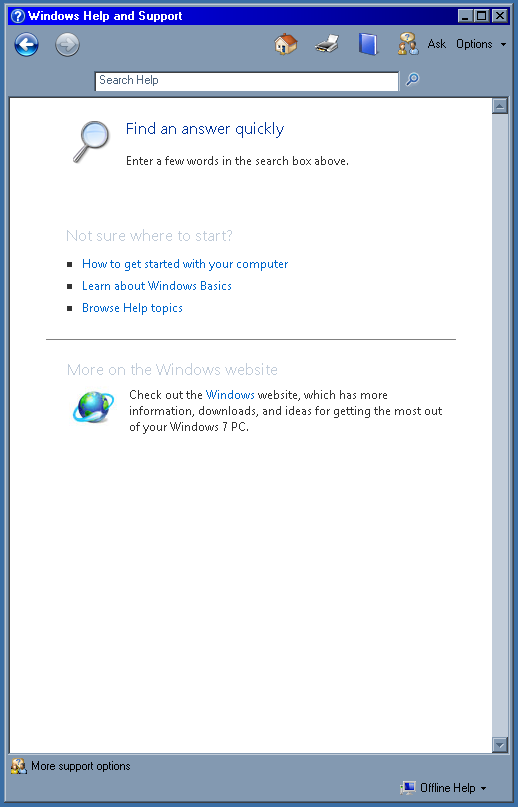 Windows Help and Support
Ask Options
Search Help
Find an answer quickly
Enter a few words in the search box above.
Not sure where to start?
How to get started with your computer
Learn about Windows Basics
Browse Help topics
More on the Windows website
Check out the Windows website, which has more
information, downloads, and ideas for getting the most out
of your Windows 7 PC.
More support options
Offline Help